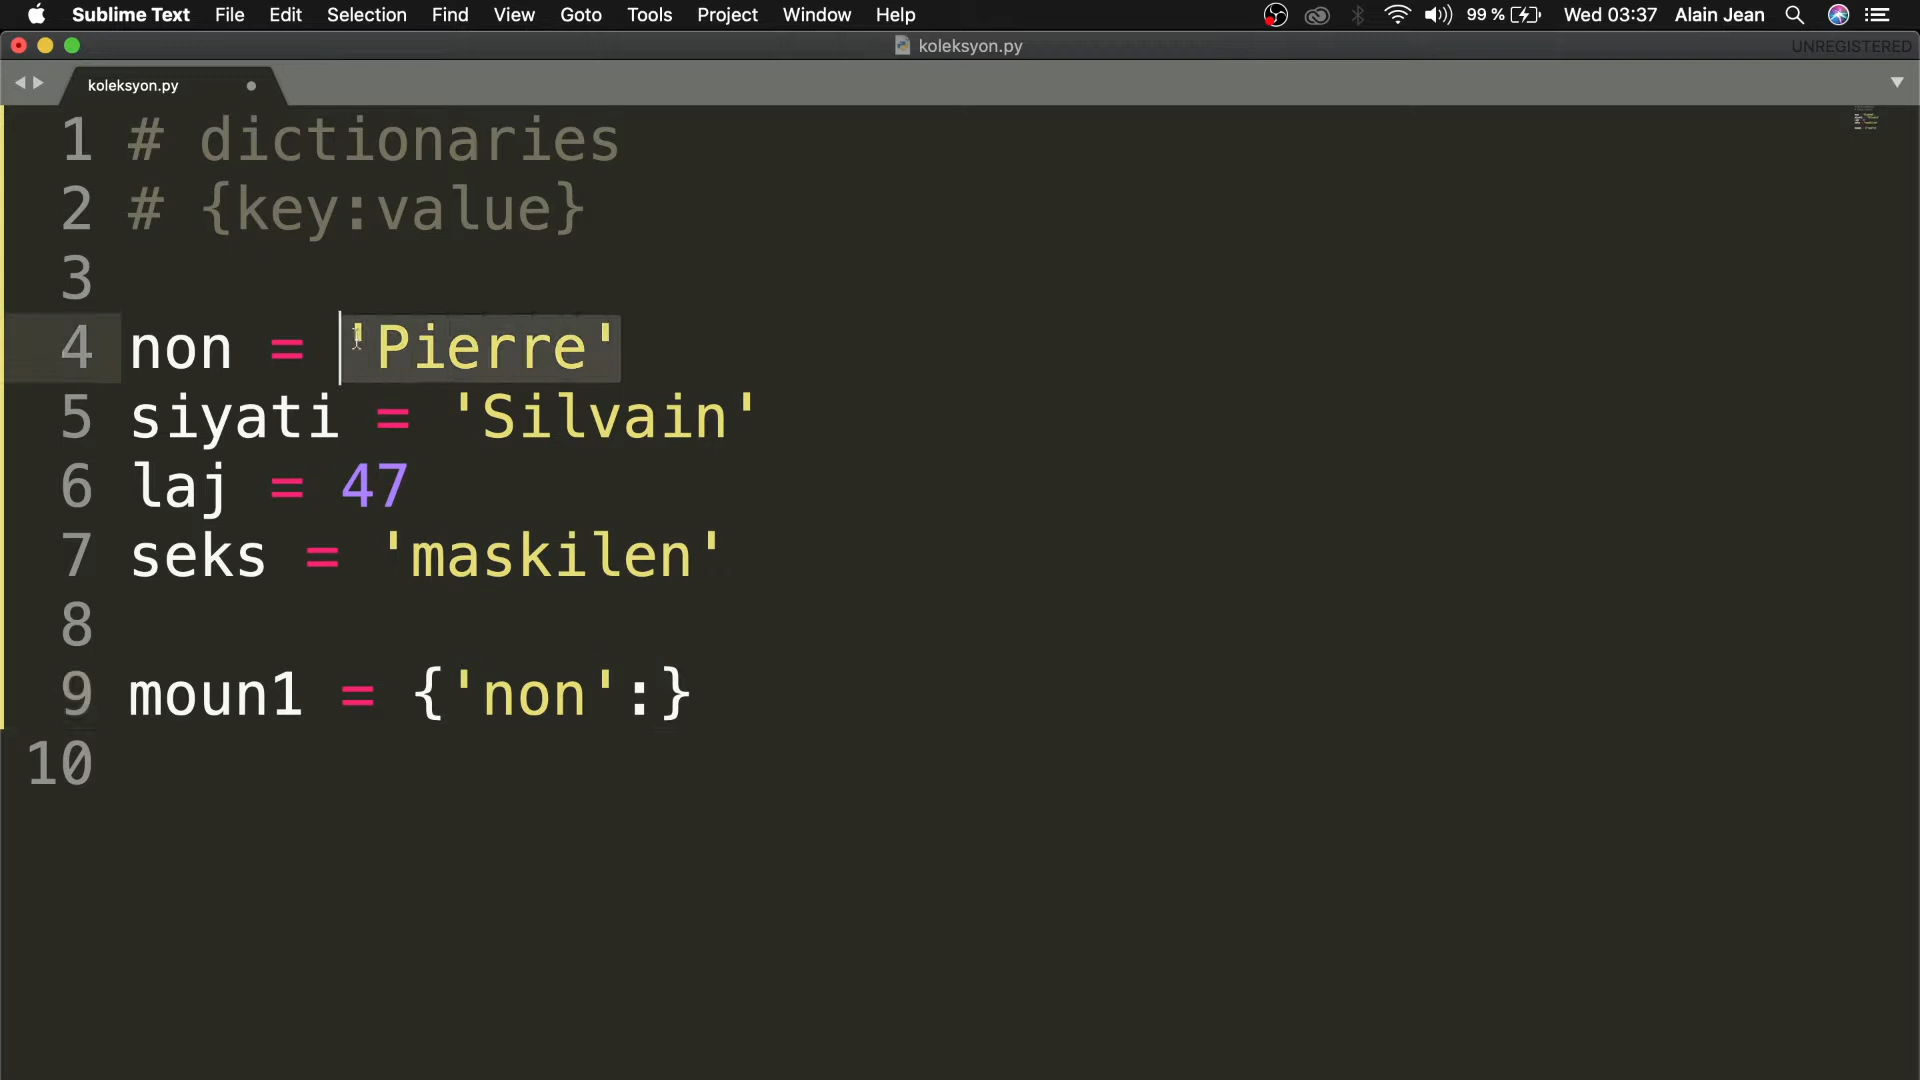 Sublime Text File Edit Selection Find View Goto Tools Project Window Help 99 % Wed 03:37 Alain Jean
koleksyon.py UNREGISTERED
koleksyon.py
1 # dictionaries
2 # {key:value}
3
4 non = 'Pierre'
5 siyati = 'Silvain'
6 laj = 47
7 seks = 'maskilen'
8
9 moun1 = {'non':}
10